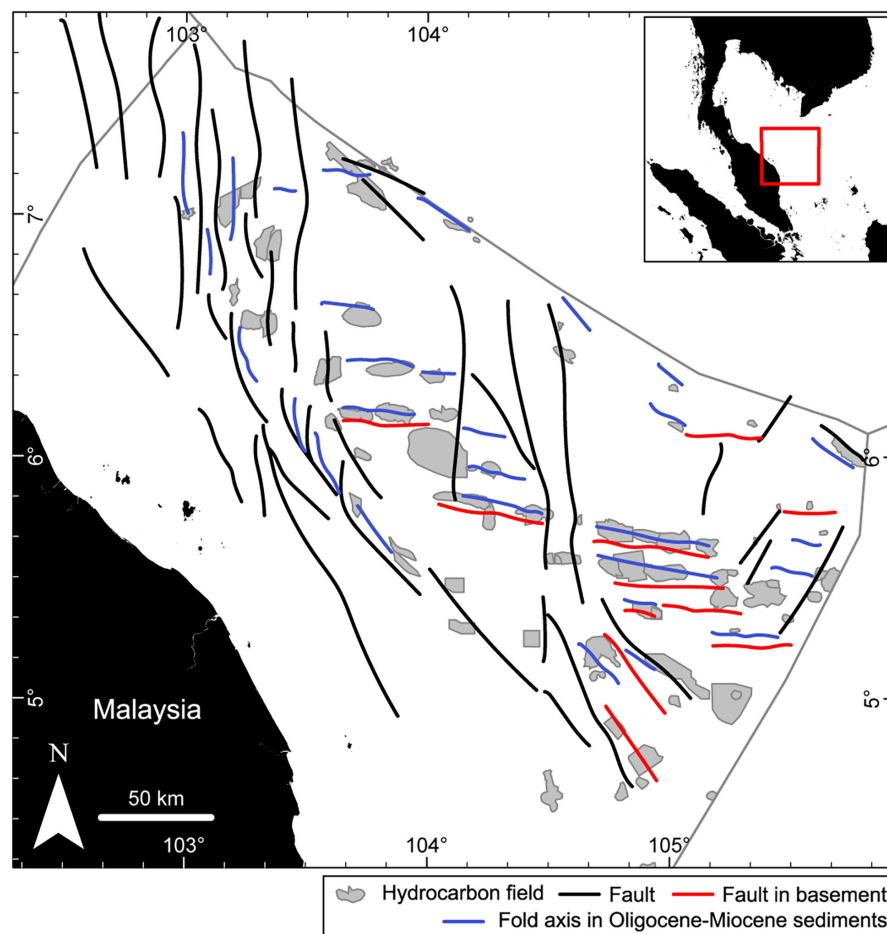 103° 104°
7°
6° 6°
5° 5°
Malaysia
N
50 km
103° 104° 105°
Hydrocarbon field Fault Fault in basement
Fold axis in Oligocene-Miocene sediments